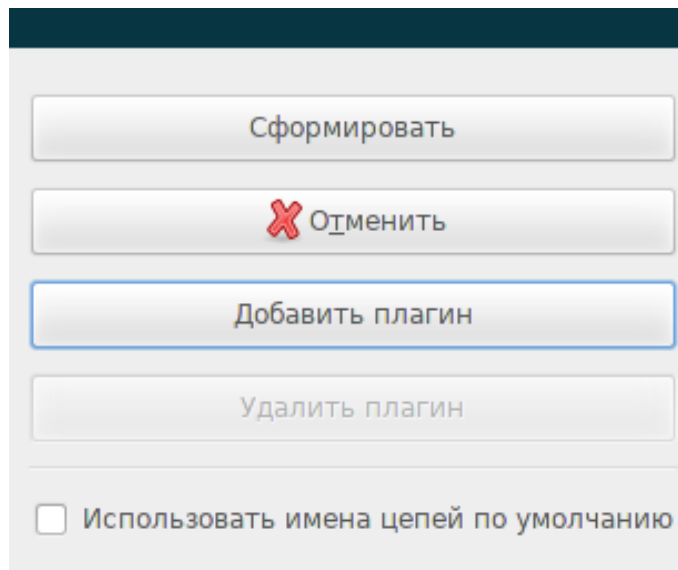 Сформировать
Отменить
Добавить плагин
Удалить плагин
Использовать имена цепей по умолчанию